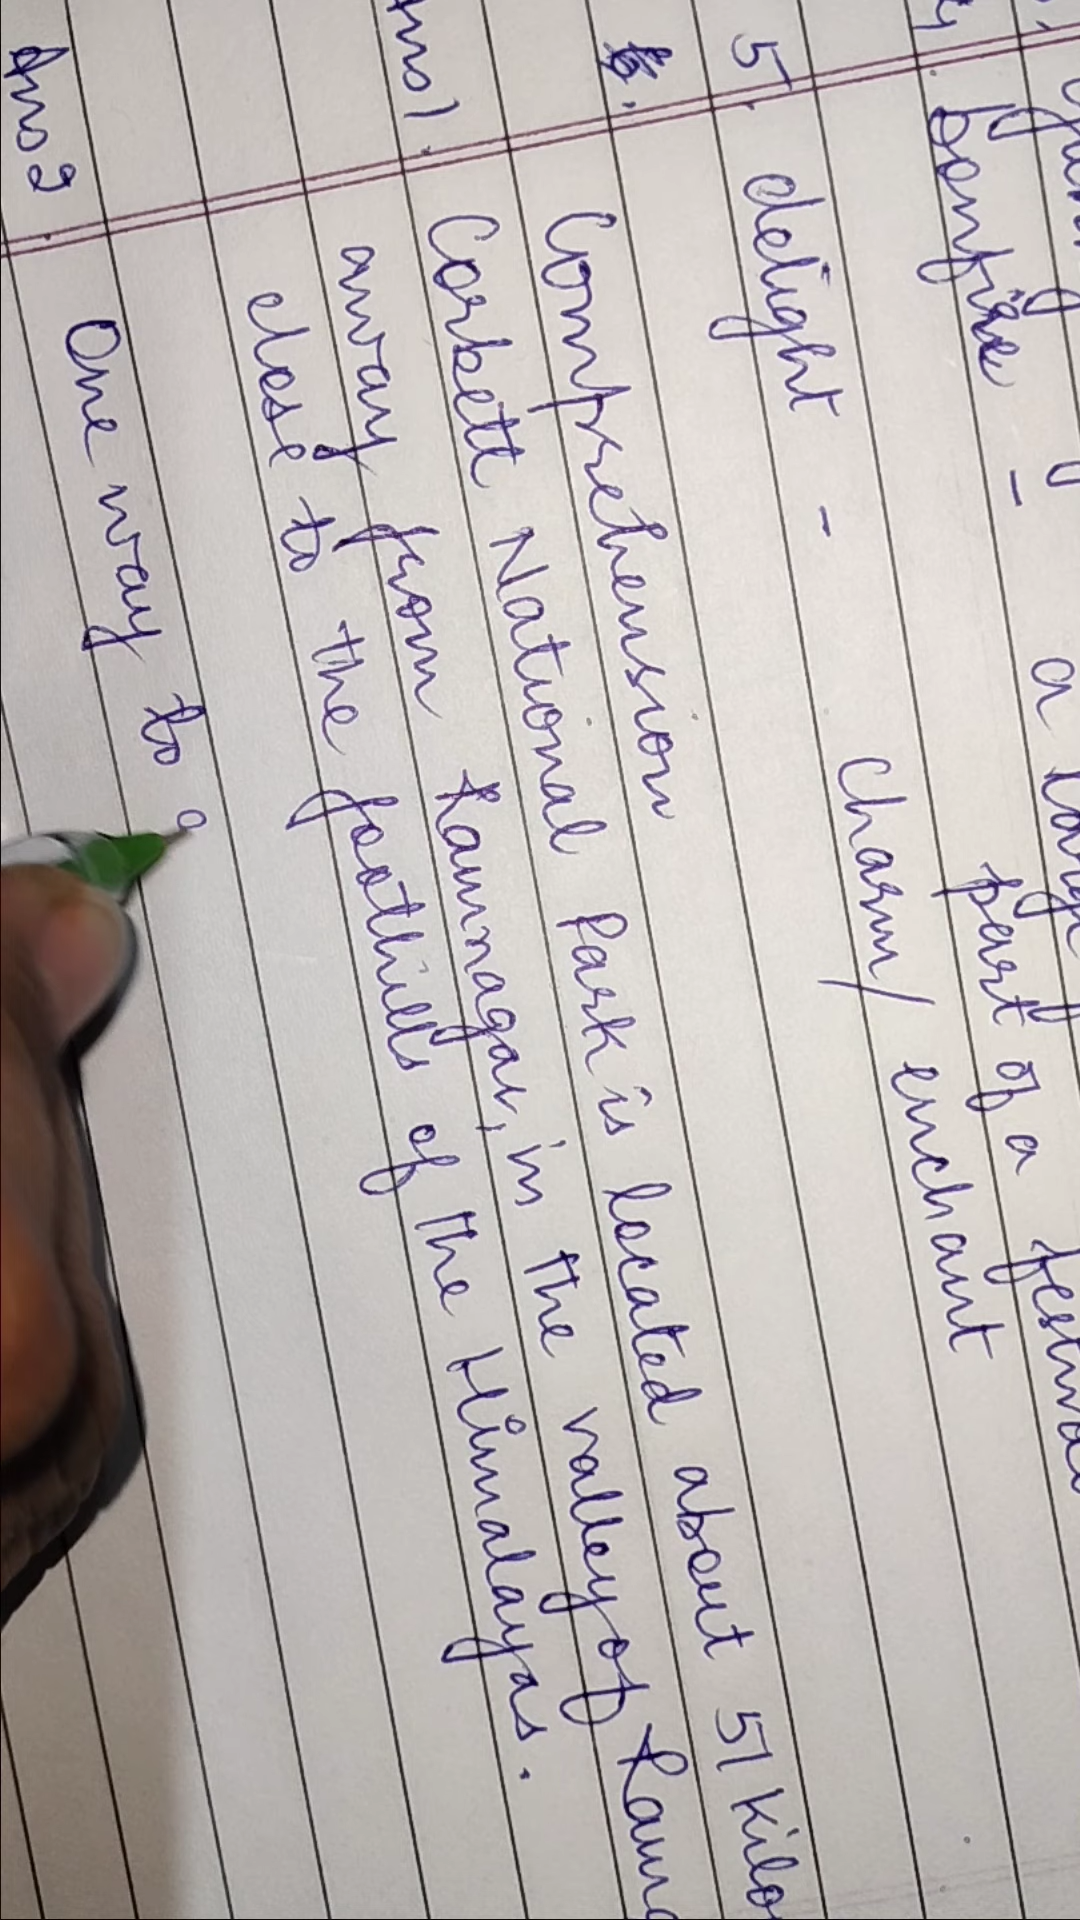 bonfire - a large
part of a festival
5. delight - charm/ enchant
Comprehension
Ans 1. Corbett National Park is located about 51 Kilo
away from Ramnagar, in the valley of Ram
close to the foothills of the Himalayas.
Ans 2 One way to